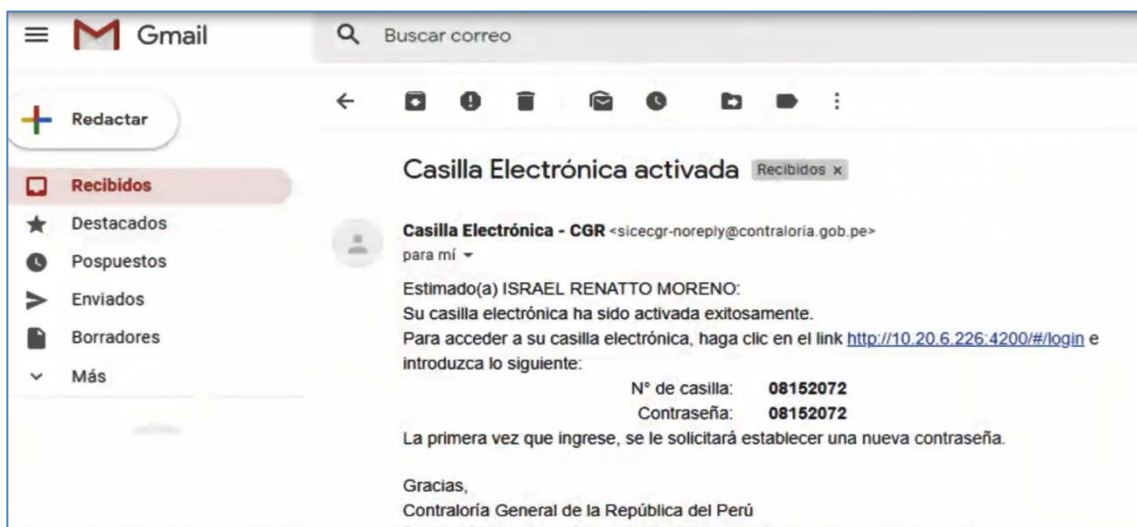 Gmail
Buscar correo
Redactar
Recibidos
Destacados
Pospuestos
Enviados
Borradores
Más
Casilla Electrónica activada Recibidos x
Casilla Electrónica - CGR <sicecgr-noreply@contraloria.gob.pe>
para mí
Estimado(a) ISRAEL RENATTO MORENO:
Su casilla electrónica ha sido activada exitosamente.
Para acceder a su casilla electrónica, haga clic en el link http://10.20.6.226:4200/#/login e
introduzca lo siguiente:
N° de casilla: 08152072
Contraseña: 08152072
La primera vez que ingrese, se le solicitará establecer una nueva contraseña.
Gracias,
Contraloría General de la República del Perú